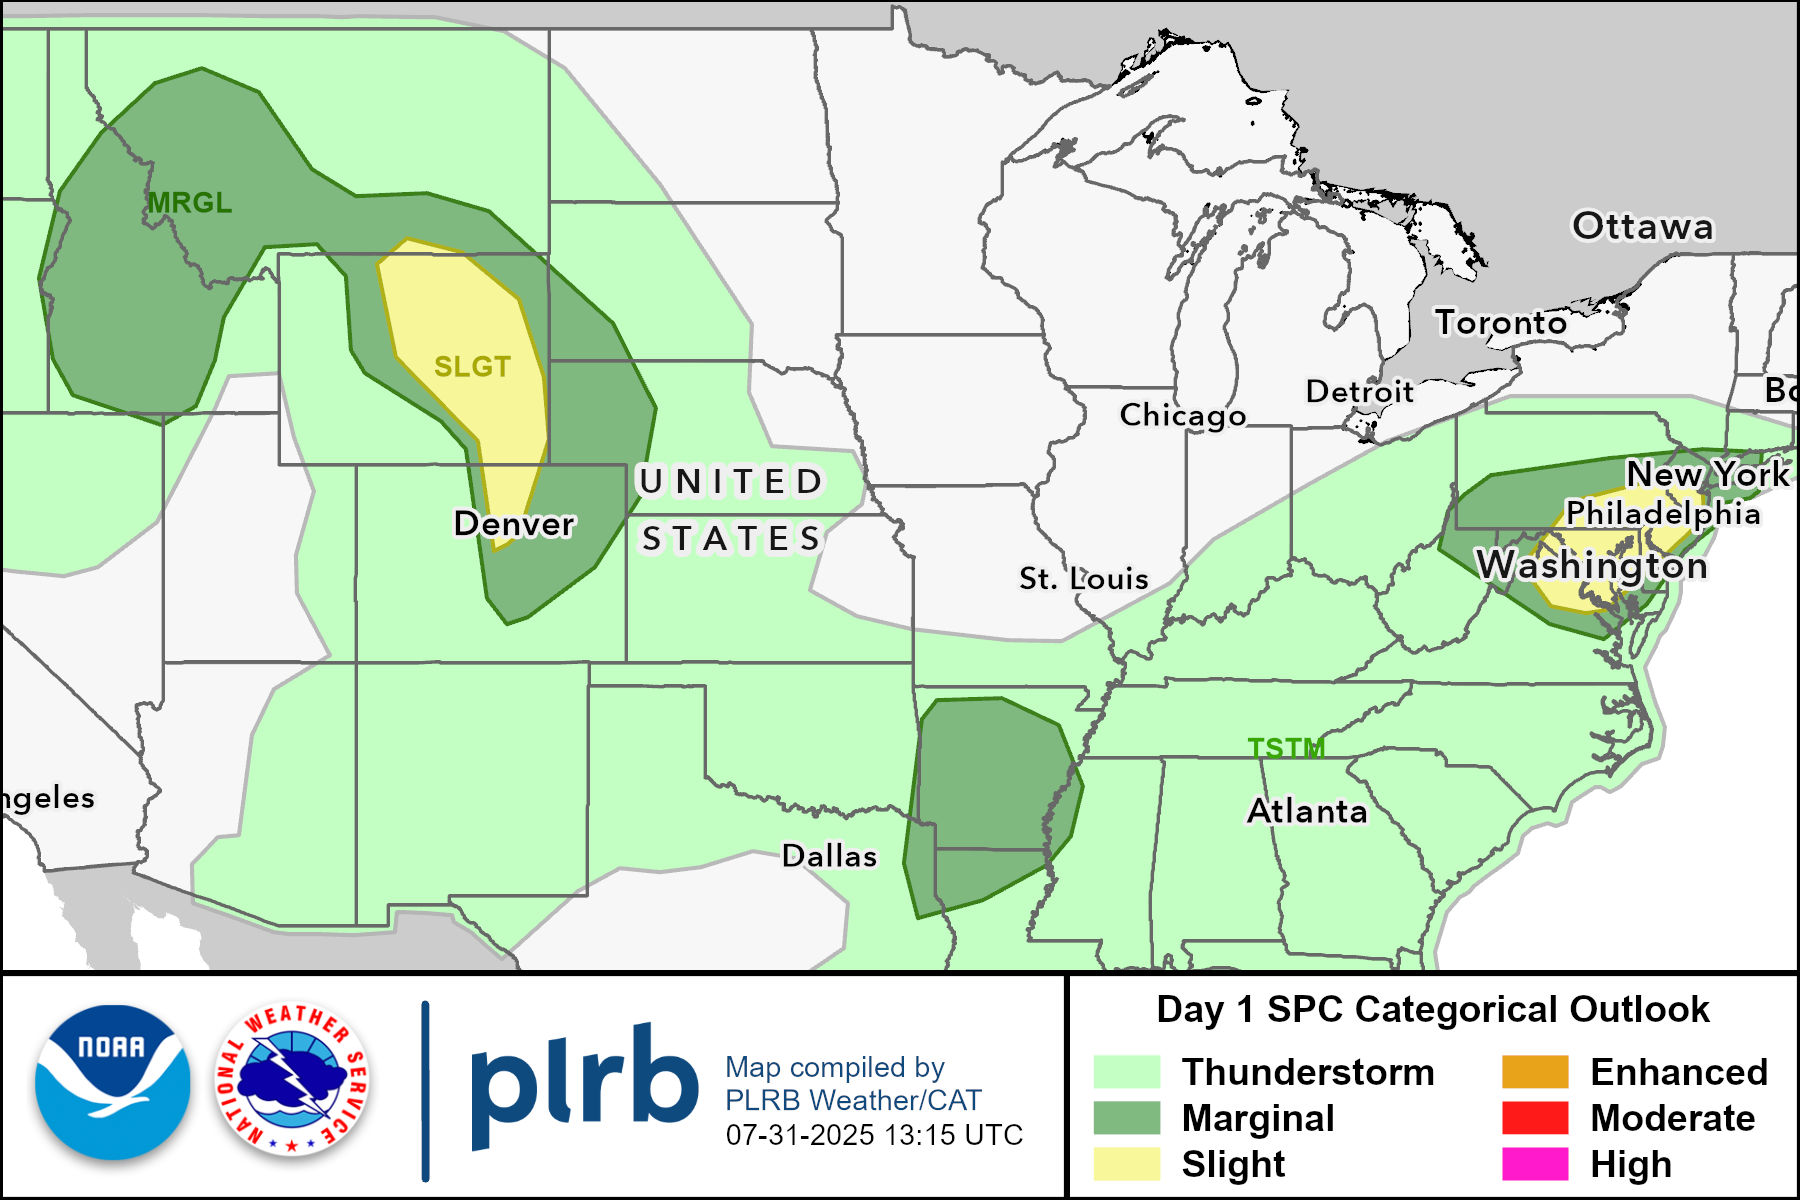 MRGL
Ottawa
Toronto
SLGT
Detroit
Bo
Chicago
UNITED
New York
Philadelphia
Denver
STATES
Washington
St. Louis
TSTM
ngeles
Atlanta
Dallas
NOAA
NATIONAL WEATHER SERVICE
plrb
Map compiled by
PLRB Weather/CAT
07-31-2025 13:15 UTC
Day 1 SPC Categorical Outlook
Thunderstorm
Enhanced
Marginal
Moderate
Slight
High